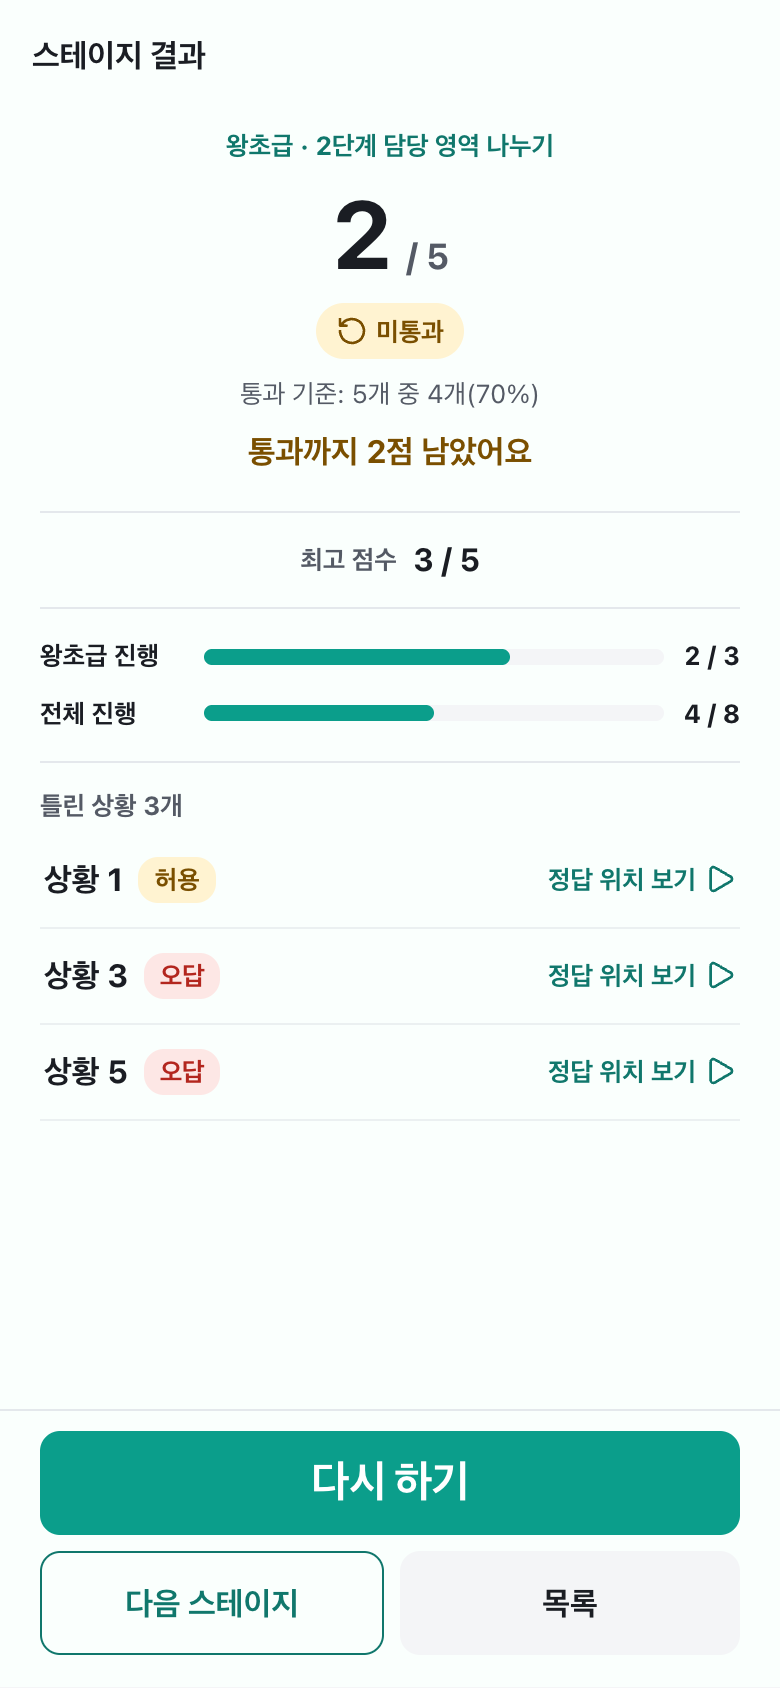 스테이지 결과
왕초급 · 2단계 담당 영역 나누기
2 / 5
미통과
통과 기준: 5개 중 4개(70%)
통과까지 2점 남았어요
최고 점수 3 / 5
왕초급 진행 2 / 3
전체 진행 4 / 8
틀린 상황 3개
상황 1 허용 정답 위치 보기
상황 3 오답 정답 위치 보기
상황 5 오답 정답 위치 보기
다시 하기
다음 스테이지 목록